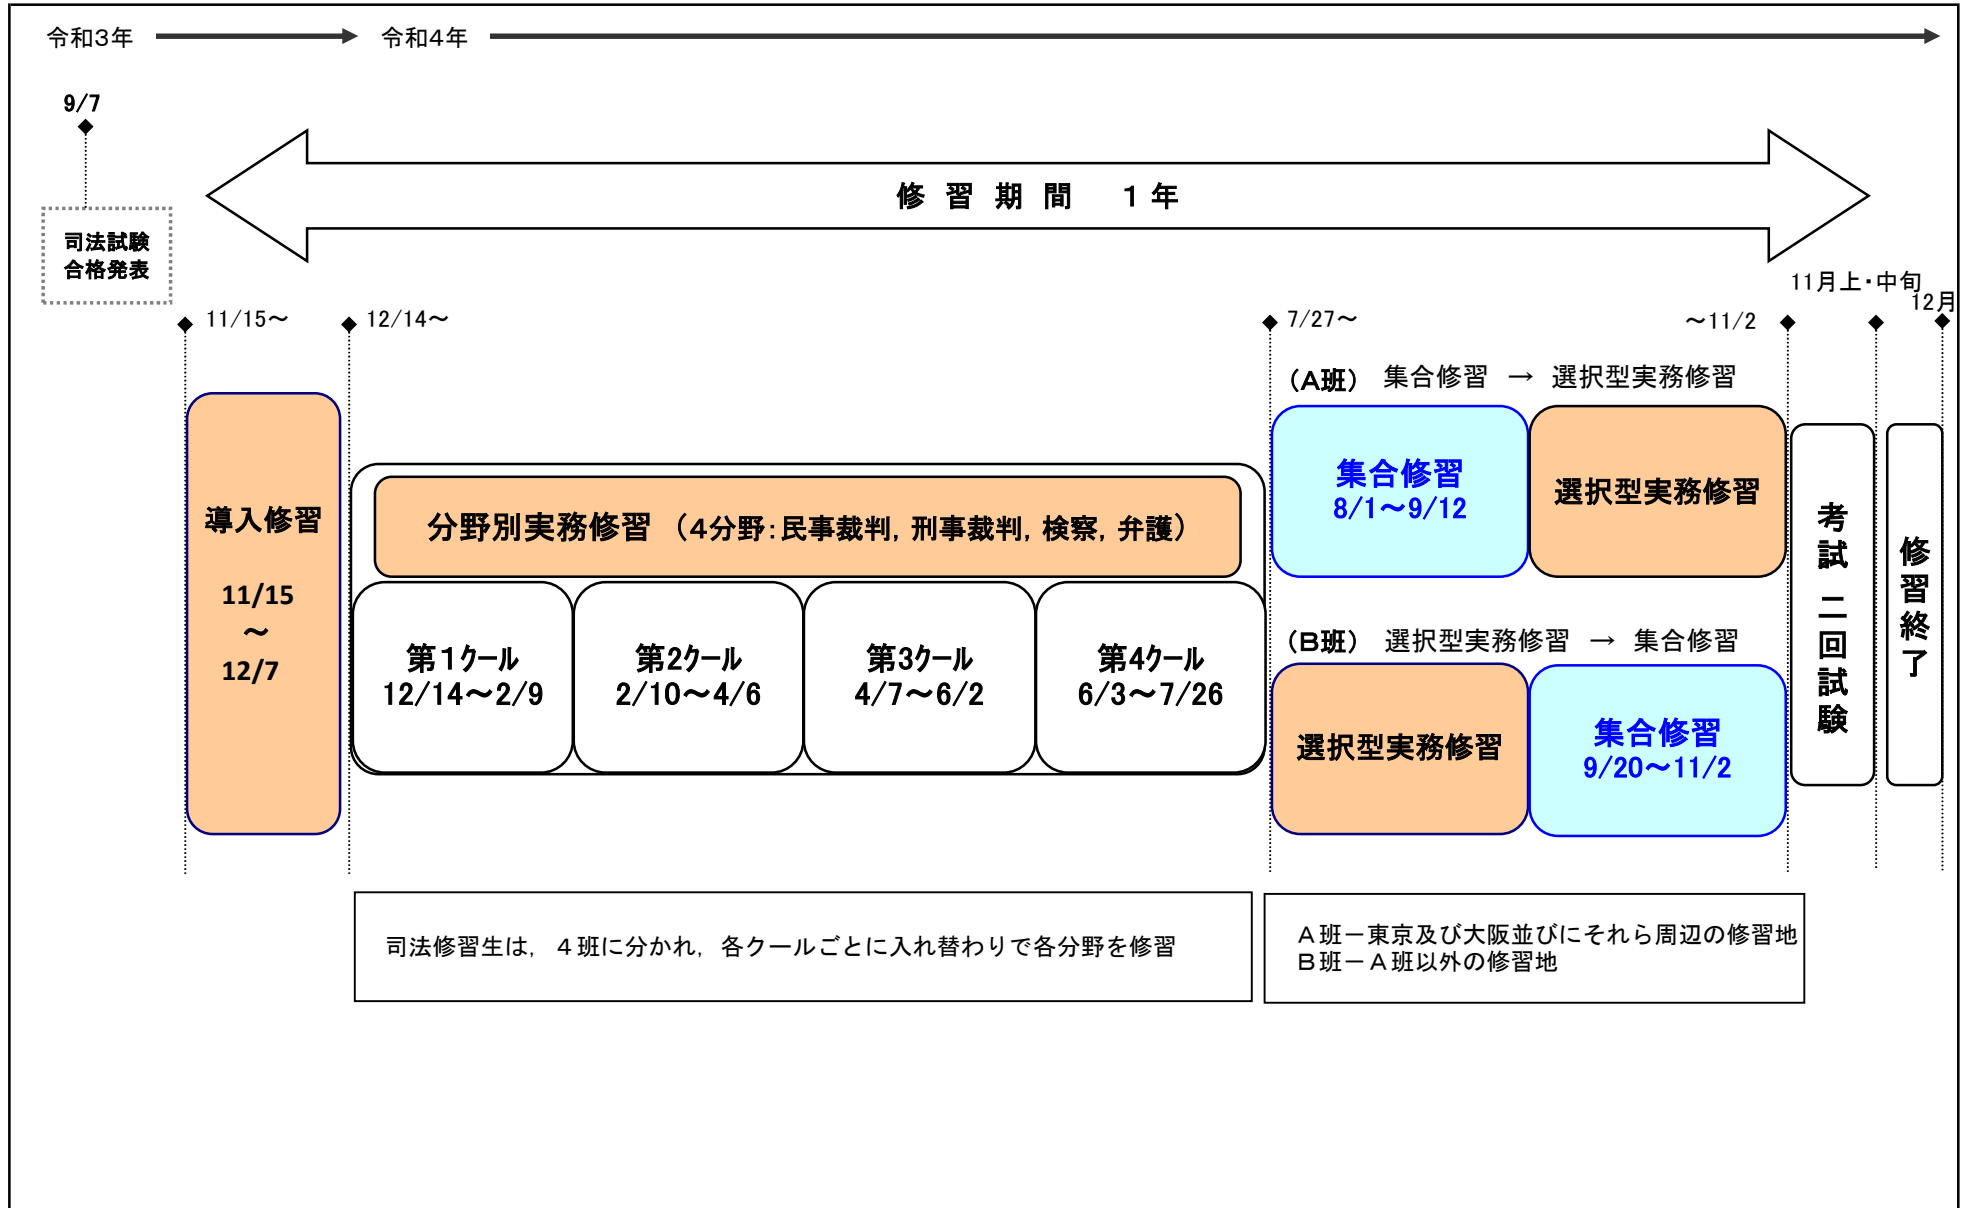 令和3年
令和4年
9/7
司法試験
合格発表
修習期間　1年
11月上・中旬
12月
11/15～
12/14～
7/27～
～11/2
導入修習
11/15
～
12/7
分野別実務修習（4分野：民事裁判，刑事裁判，検察，弁護）
第1ｸｰﾙ
12/14～2/9
第2ｸｰﾙ
2/10～4/6
第3ｸｰﾙ
4/7～6/2
第4ｸｰﾙ
6/3～7/26
（A班）　集合修習　→　選択型実務修習
集合修習
8/1～9/12
選択型実務修習
（B班）　選択型実務修習　→　集合修習
選択型実務修習
集合修習
9/20～11/2
考試　二回試験
修習終了
司法修習生は，４班に分かれ，各クールごとに入れ替わりで各分野を修習
Ａ班－東京及び大阪並びにそれら周辺の修習地
Ｂ班－Ａ班以外の修習地